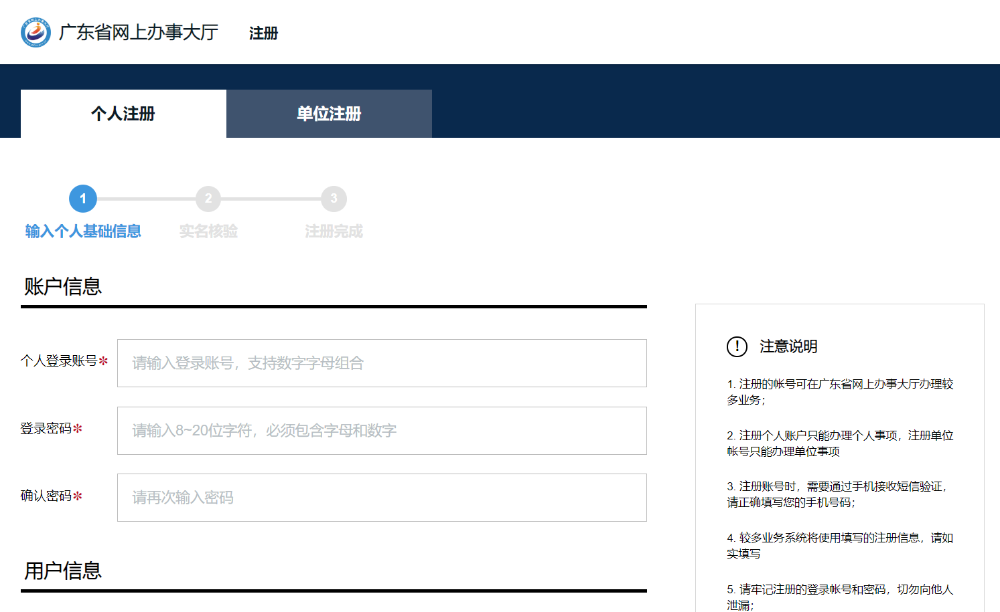 广东省网上办事大厅 注册
个人注册 单位注册
1 2 3
输入个人基础信息 实名核验 注册完成
账户信息
个人登录账号* 请输入登录账号，支持数字字母组合
登录密码* 请输入8~20位字符，必须包含字母和数字
确认密码* 请再次输入密码
用户信息
! 注意说明
1. 注册的帐号可在广东省网上办事大厅办理较
多业务；
2. 注册个人账户只能办理个人事项，注册单位
帐号只能办理单位事项
3. 注册账号时，需要通过手机接收短信验证，
请正确填写您的手机号码；
4. 较多业务系统将使用填写的注册信息，请如
实填写
5. 请牢记注册的登录帐号和密码，切勿向他人
泄漏；